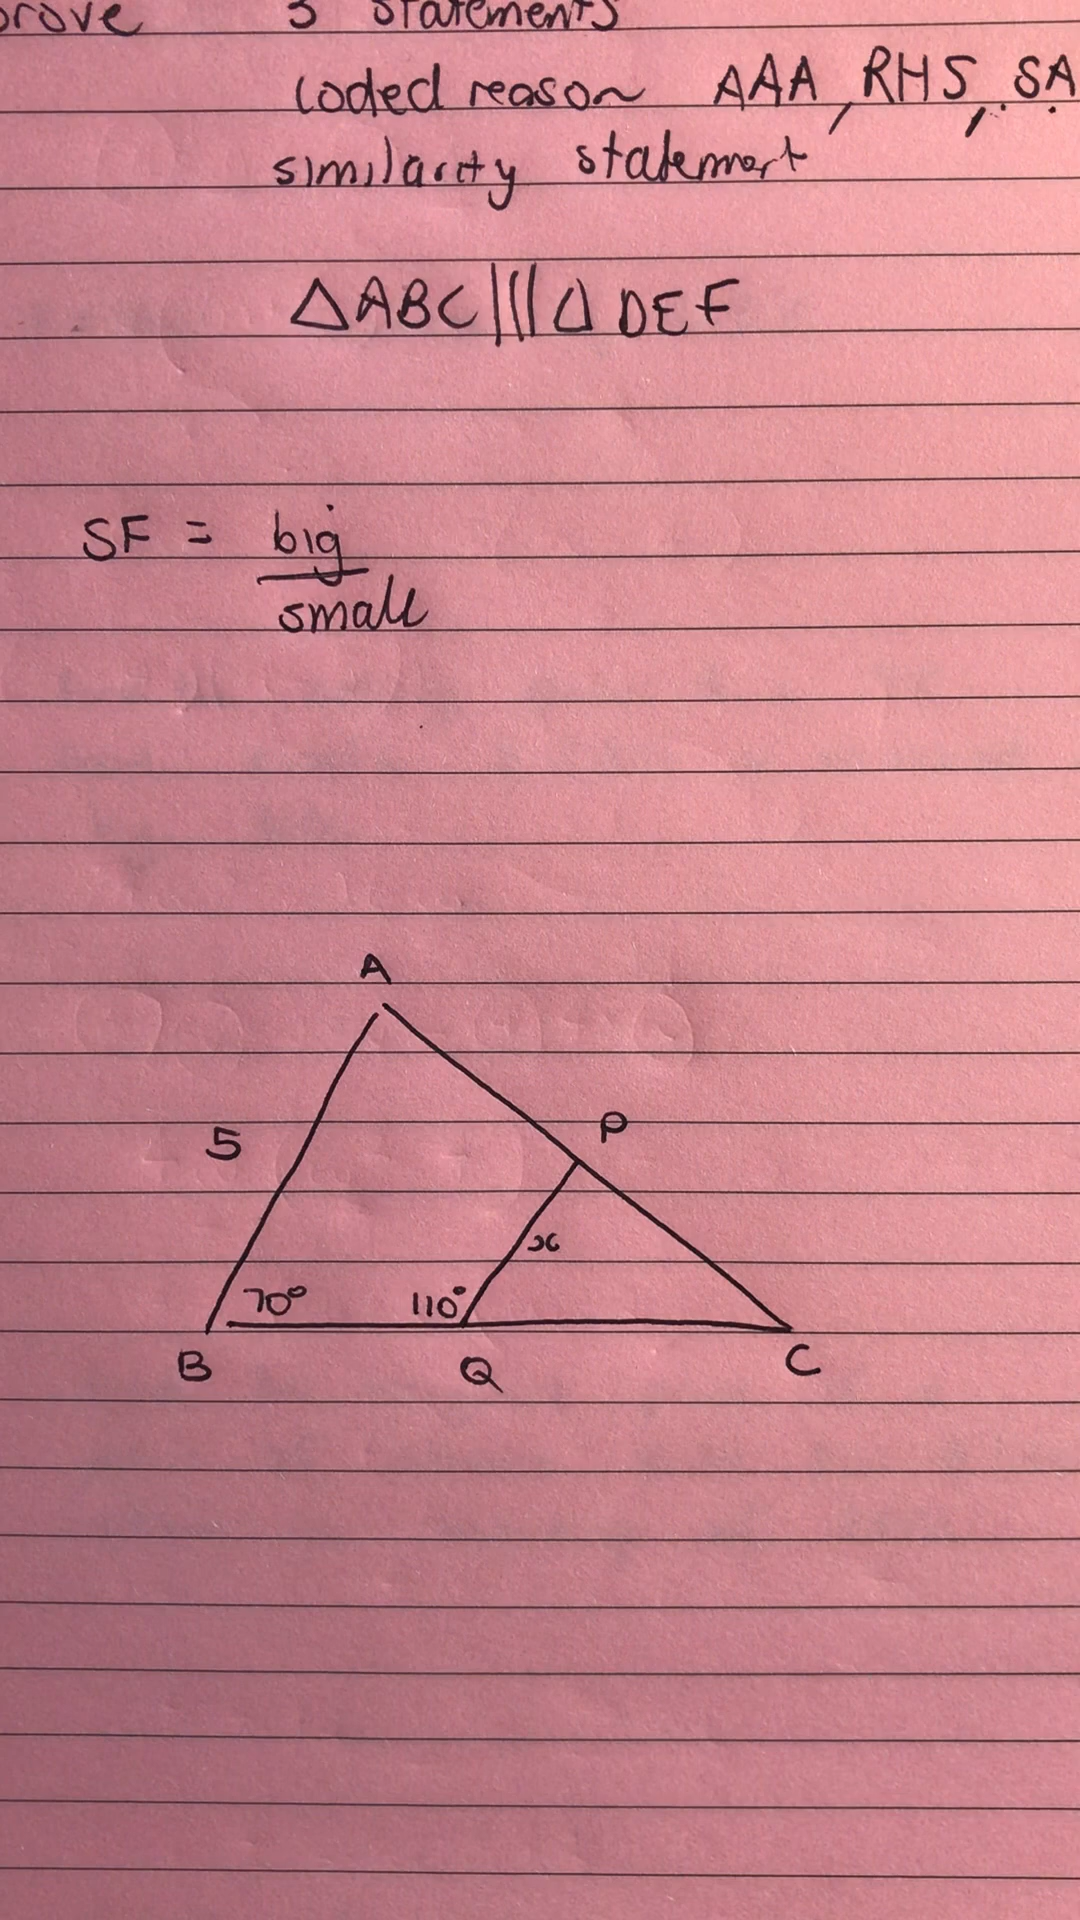 prove 3 statements
coded reason AAA, RHS, SA
similarity statement
△ABC ||| △DEF
SF = big
small
A
P
5
x
70° 110°
B Q C